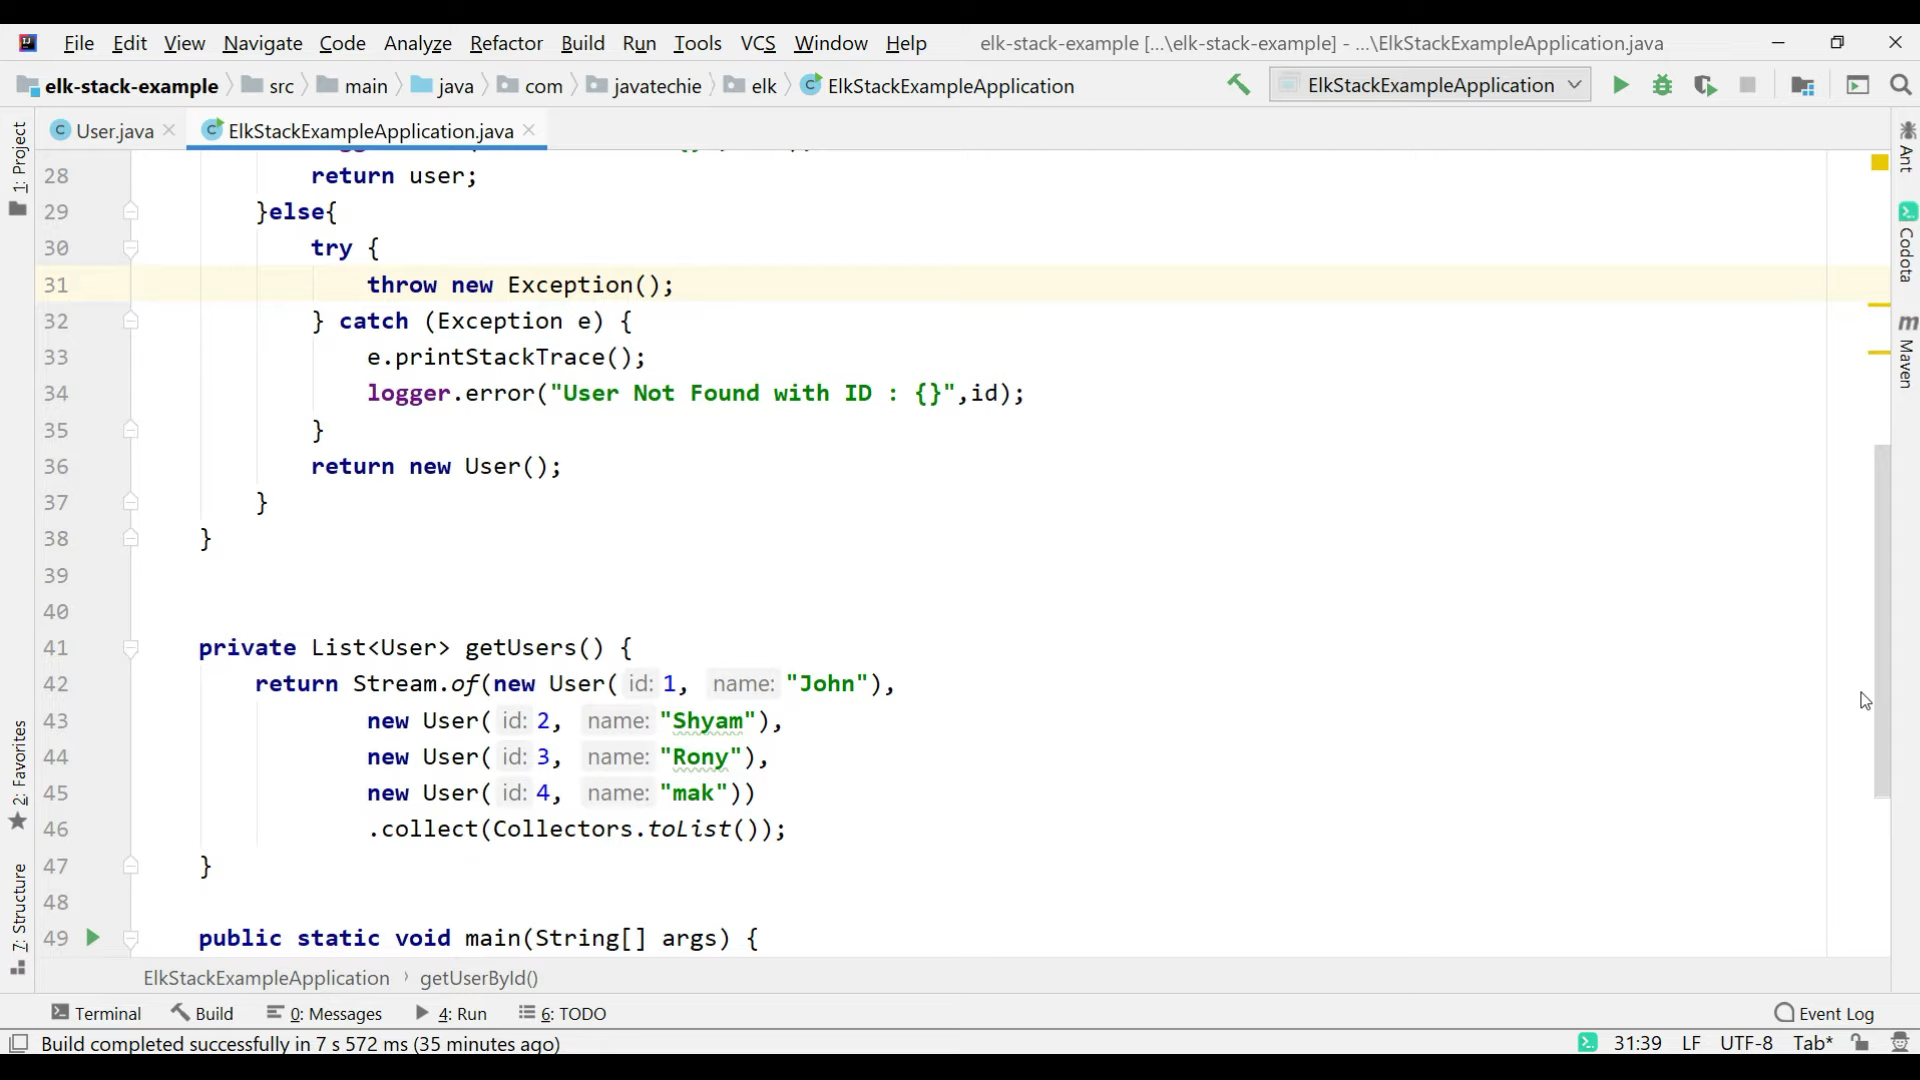 File Edit View Navigate Code Analyze Refactor Build Run Tools VCS Window Help elk-stack-example [...\elk-stack-example] - ...\ElkStackExampleApplication.java
elk-stack-example src main java com javatechie elk ElkStackExampleApplication ElkStackExampleApplication
User.java ElkStackExampleApplication.java
1: Project
28 return user;
29 }else{
30 try {
31 throw new Exception();
32 } catch (Exception e) {
33 e.printStackTrace();
34 logger.error("User Not Found with ID : {}",id);
35 }
36 return new User();
37 }
38 }
39
40
41 private List<User> getUsers() {
42 return Stream.of(new User( id: 1, name: "John"),
43 new User( id: 2, name: "Shyam"),
44 new User( id: 3, name: "Rony"),
45 new User( id: 4, name: "mak"))
46 .collect(Collectors.toList());
47 }
48
49 public static void main(String[] args) {
2: Favorites
7: Structure
Ant
Codota
Maven
ElkStackExampleApplication › getUserById()
Terminal Build 0: Messages 4: Run 6: TODO Event Log
Build completed successfully in 7 s 572 ms (35 minutes ago) 31:39 LF UTF-8 Tab*